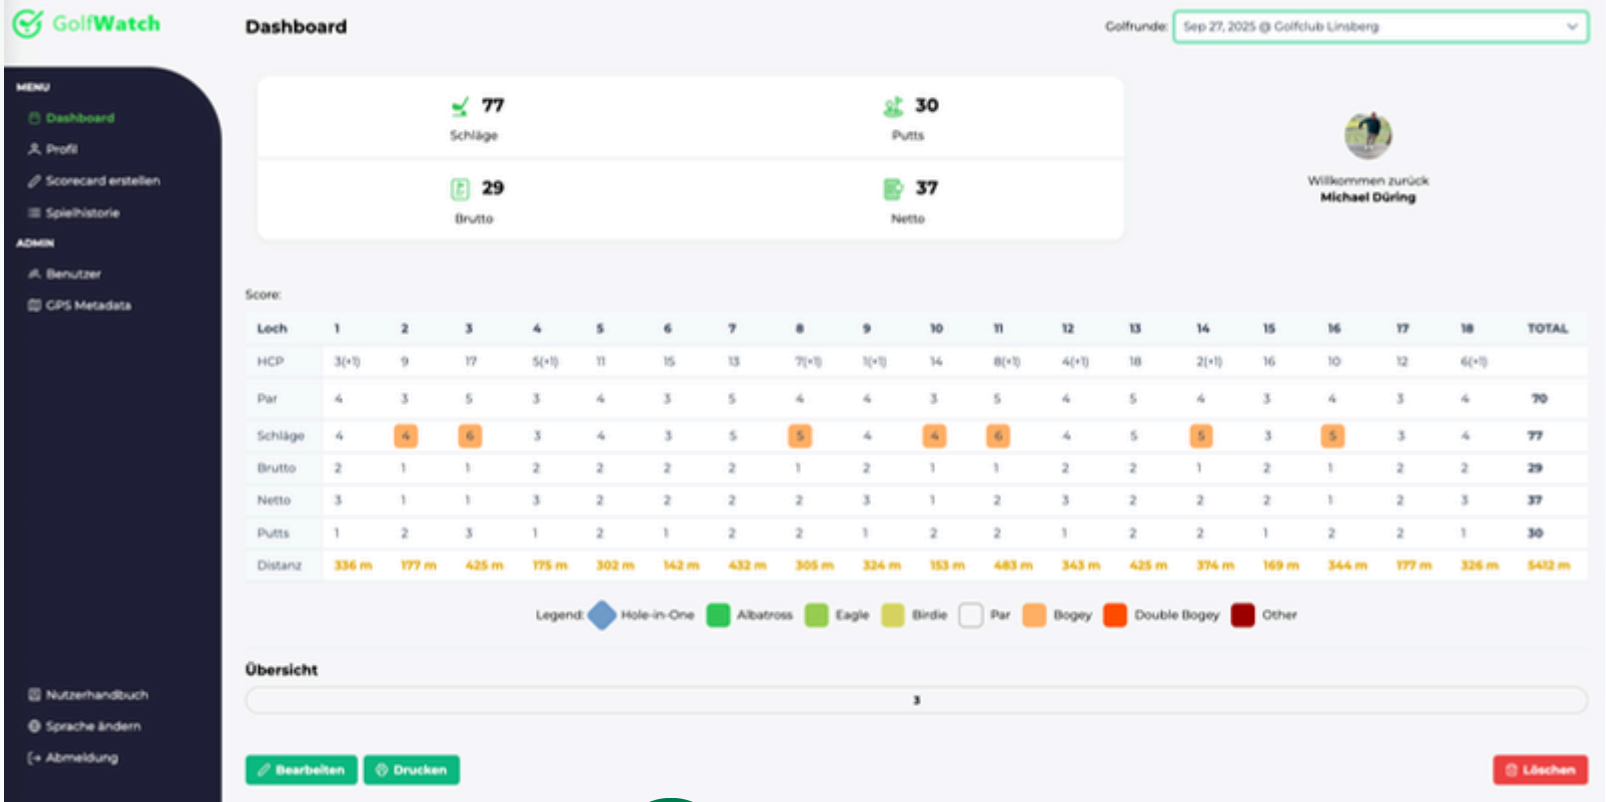 GolfWatch
Dashboard
Golfrunde: Sep 27, 2025 @ Golfclub Linsberg
MENU
Dashboard
Profil
Scorecard erstellen
Spielhistorie
ADMIN
Benutzer
GPS Metadata
77
Schläge
30
Putts
29
Brutto
37
Netto
Willkommen zurück
Michael Düring
Score:
Loch 1 2 3 4 5 6 7 8 9 10 11 12 13 14 15 16 17 18 TOTAL
HCP 3(+1) 9 17 5(+1) 11 15 13 7(+1) 1(+1) 14 8(+1) 4(+1) 18 2(+1) 16 10 12 6(+1)
Par 4 3 5 3 4 3 5 4 4 3 5 4 5 4 3 4 3 4 70
Schläge 4 4 6 3 4 3 5 5 4 4 6 4 5 5 3 5 3 4 77
Brutto 2 1 1 2 2 2 2 1 2 1 1 2 2 1 2 1 2 2 29
Netto 3 1 1 3 2 2 2 2 3 1 2 3 2 2 2 1 2 3 37
Putts 1 2 3 1 2 1 2 2 1 2 2 1 2 2 1 2 2 1 30
Distanz 336 m 177 m 425 m 175 m 302 m 142 m 432 m 305 m 324 m 153 m 483 m 343 m 425 m 374 m 169 m 344 m 177 m 326 m 5412 m
Legend: Hole-in-One Albatross Eagle Birdie Par Bogey Double Bogey Other
Übersicht
3
Nutzerhandbuch
Sprache ändern
Abmeldung
Bearbeiten
Drucken
Löschen